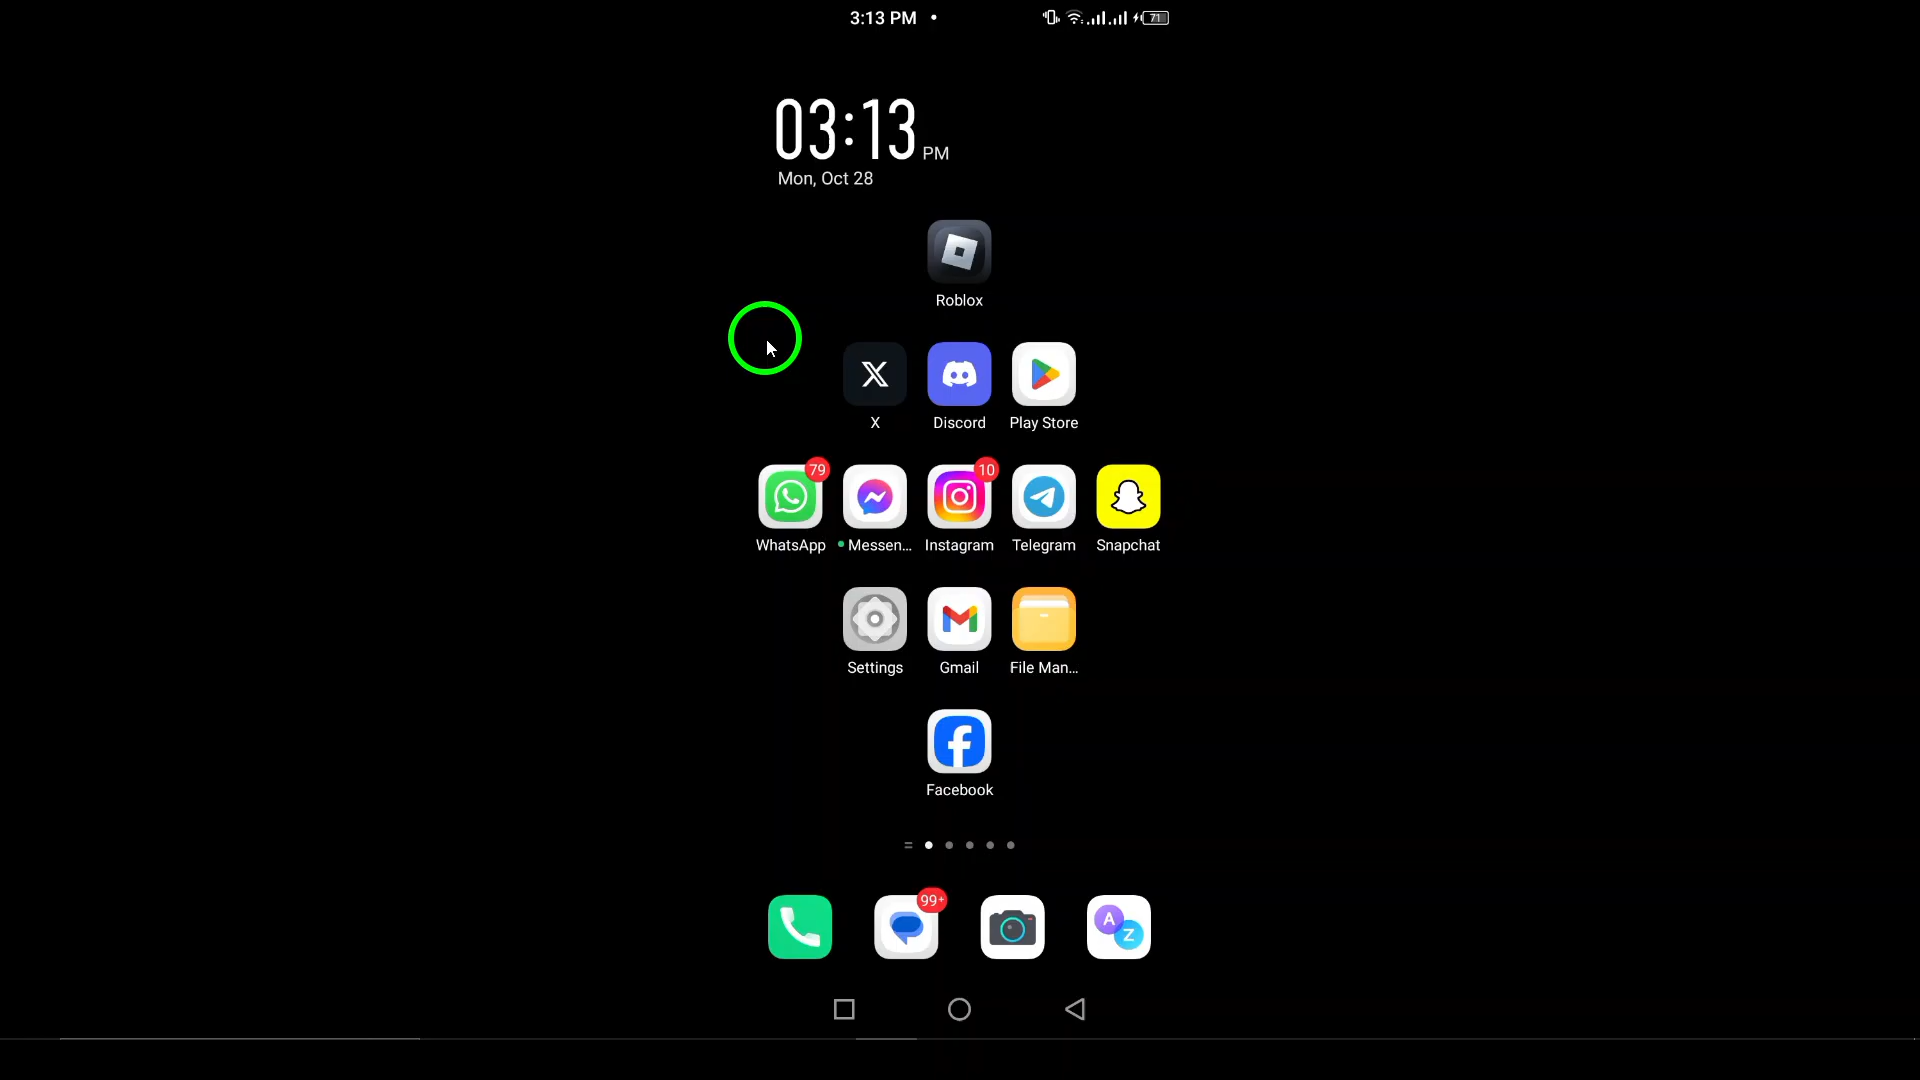 3:13 PM
71
03:13 PM
Mon, Oct 28
Roblox
X
Discord
Play Store
79
10
WhatsApp
Messen...
Instagram
Telegram
Snapchat
Settings
Gmail
File Man...
Facebook
99+
A
Z